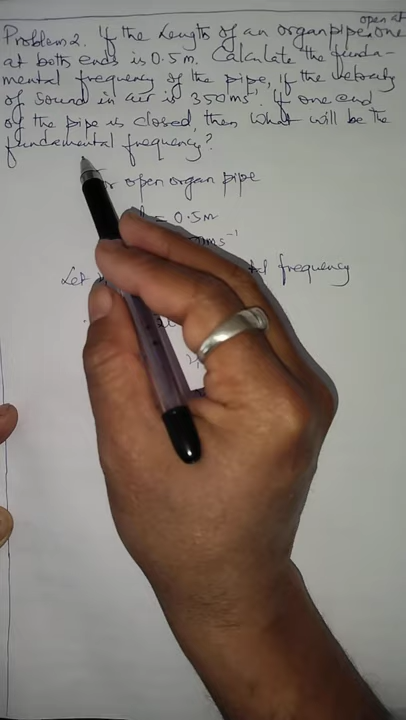 open at
Problem 2. If the Length of an organ pipe, one
at both ends is 0.5m. Calculate the funda-
mental frequency of the pipe, if the velocity
of sound in air is 350ms⁻¹. If one end
of the pipe is closed, then what will be the
fundamental frequency?
open organ pipe
= 0.5m
ms⁻¹
Let frequency